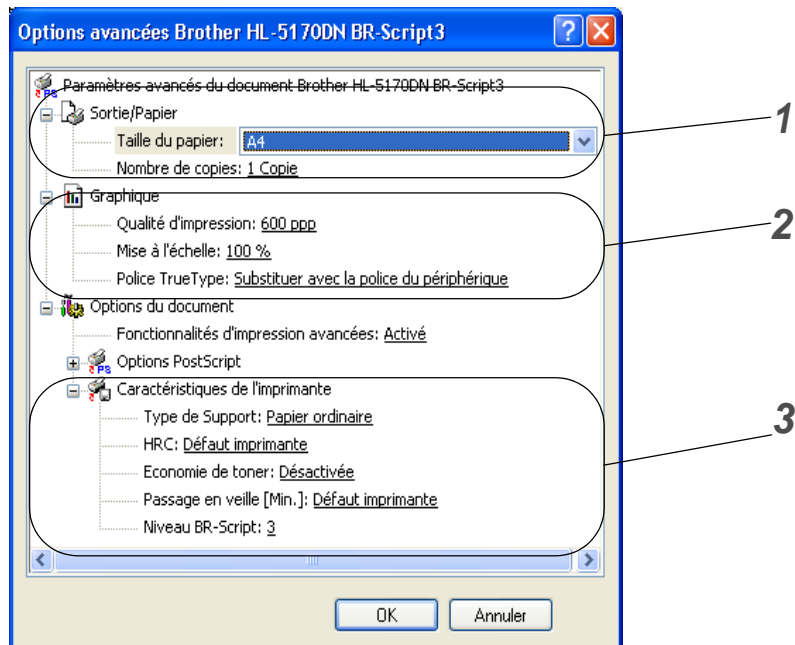 Options avancées Brother HL-5170DN BR-Script3
Paramètres avancés du document Brother HL-5170DN BR-Script3
Sortie/Papier
Taille du papier: A4
Nombre de copies: 1 Copie
1
Graphique
Qualité d'impression: 600 ppp
Mise à l'échelle: 100 %
Police TrueType: Substituer avec la police du périphérique
2
Options du document
Fonctionnalités d'impression avancées: Activé
PS Options PostScript
Caractéristiques de l'imprimante
Type de Support: Papier ordinaire
HRC: Défaut imprimante
Economie de toner: Désactivée
Passage en veille [Min.]: Défaut imprimante
Niveau BR-Script: 3
3
OK Annuler